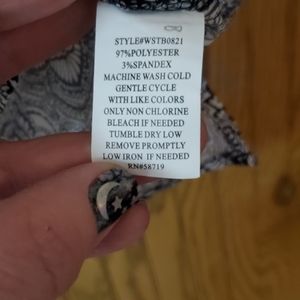 STYLE#WSTB0821
97%POLYESTER
3%SPANDEX
MACHINE WASH COLD
GENTLE CYCLE
WITH LIKE COLORS
ONLY NON CHLORINE
BLEACH IF NEEDED
TUMBLE DRY LOW
REMOVE PROMPTLY
LOW IRON IF NEEDED
RN#58719